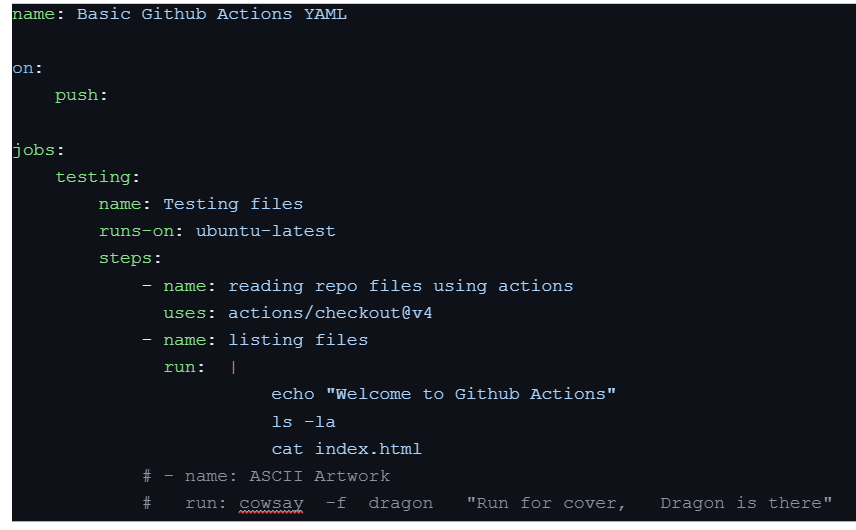 name: Basic Github Actions YAML
on:
push:
jobs:
testing:
name: Testing files
runs-on: ubuntu-latest
steps:
- name: reading repo files using actions
uses: actions/checkout@v4
- name: listing files
run: |
echo "Welcome to Github Actions"
ls -la
cat index.html
# - name: ASCII Artwork
# run: cowsay -f dragon "Run for cover, Dragon is there"